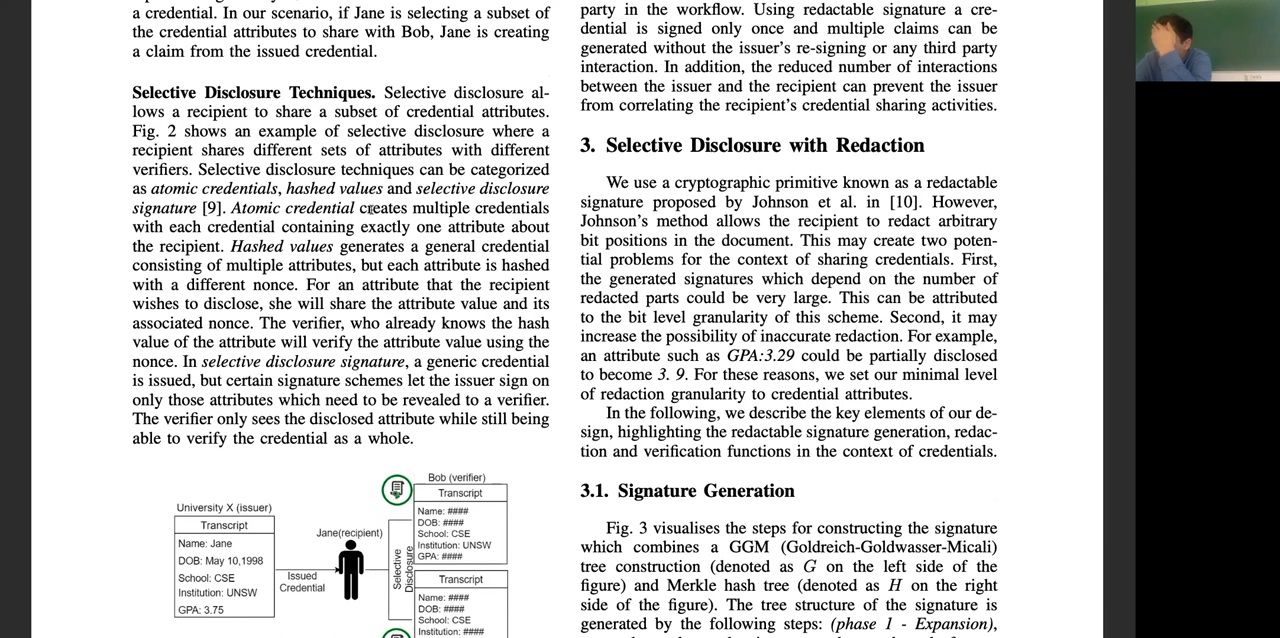 a credential. In our scenario, if Jane is selecting a subset of
the credential attributes to share with Bob, Jane is creating
a claim from the issued credential.
Selective Disclosure Techniques. Selective disclosure al-
lows a recipient to share a subset of credential attributes.
Fig. 2 shows an example of selective disclosure where a
recipient shares different sets of attributes with different
verifiers. Selective disclosure techniques can be categorized
as atomic credentials, hashed values and selective disclosure
signature [9]. Atomic credential creates multiple credentials
with each credential containing exactly one attribute about
the recipient. Hashed values generates a general credential
consisting of multiple attributes, but each attribute is hashed
with a different nonce. For an attribute that the recipient
wishes to disclose, she will share the attribute value and its
associated nonce. The verifier, who already knows the hash
value of the attribute will verify the attribute value using the
nonce. In selective disclosure signature, a generic credential
is issued, but certain signature schemes let the issuer sign on
only those attributes which need to be revealed to a verifier.
The verifier only sees the disclosed attribute while still being
able to verify the credential as a whole.
University X (issuer)
Transcript
Name: Jane
DOB: May 10,1998
School: CSE
Institution: UNSW
GPA: 3.75
Issued
Credential
Jane(recipient)
Selective
Disclosure
Bob (verifier)
Transcript
Name: ####
DOB: ####
School: CSE
Institution: UNSW
GPA: ####
Transcript
Name: ####
DOB: ####
School: CSE
Institution: ####
party in the workflow. Using redactable signature a cre-
dential is signed only once and multiple claims can be
generated without the issuer's re-signing or any third party
interaction. In addition, the reduced number of interactions
between the issuer and the recipient can prevent the issuer
from correlating the recipient's credential sharing activities.
3. Selective Disclosure with Redaction
We use a cryptographic primitive known as a redactable
signature proposed by Johnson et al. in [10]. However,
Johnson's method allows the recipient to redact arbitrary
bit positions in the document. This may create two poten-
tial problems for the context of sharing credentials. First,
the generated signatures which depend on the number of
redacted parts could be very large. This can be attributed
to the bit level granularity of this scheme. Second, it may
increase the possibility of inaccurate redaction. For example,
an attribute such as GPA:3.29 could be partially disclosed
to become 3. 9. For these reasons, we set our minimal level
of redaction granularity to credential attributes.
In the following, we describe the key elements of our de-
sign, highlighting the redactable signature generation, redac-
tion and verification functions in the context of credentials.
3.1. Signature Generation
Fig. 3 visualises the steps for constructing the signature
which combines a GGM (Goldreich-Goldwasser-Micali)
tree construction (denoted as G on the left side of the
figure) and Merkle hash tree (denoted as H on the right
side of the figure). The tree structure of the signature is
generated by the following steps: (phase 1 - Expansion),